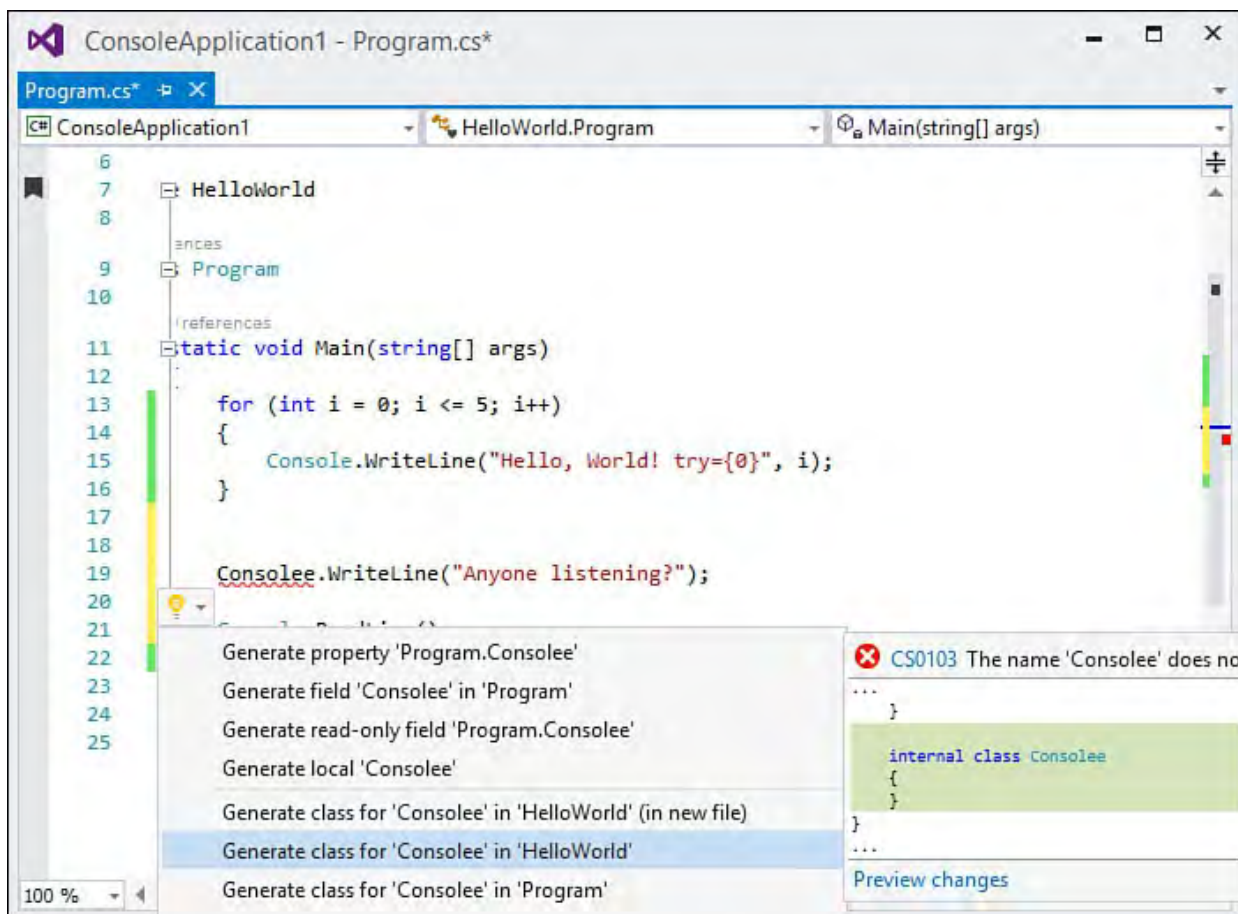 ConsoleApplication1 - Program.cs*
Program.cs*
C# ConsoleApplication1 HelloWorld.Program Main(string[] args)
6
7 HelloWorld
8
ences
9 Program
10
references
11 static void Main(string[] args)
12
13 for (int i = 0; i <= 5; i++)
14 {
15 Console.WriteLine("Hello, World! try={0}", i);
16 }
17
18
19 Consolee.WriteLine("Anyone listening?");
20
21
22
23
24
25
Generate property 'Program.Consolee'
Generate field 'Consolee' in 'Program'
Generate read-only field 'Program.Consolee'
Generate local 'Consolee'
Generate class for 'Consolee' in 'HelloWorld' (in new file)
Generate class for 'Consolee' in 'HelloWorld'
Generate class for 'Consolee' in 'Program'
CS0103 The name 'Consolee' does no
...
}
internal class Consolee
{
}
}
...
Preview changes
100 %